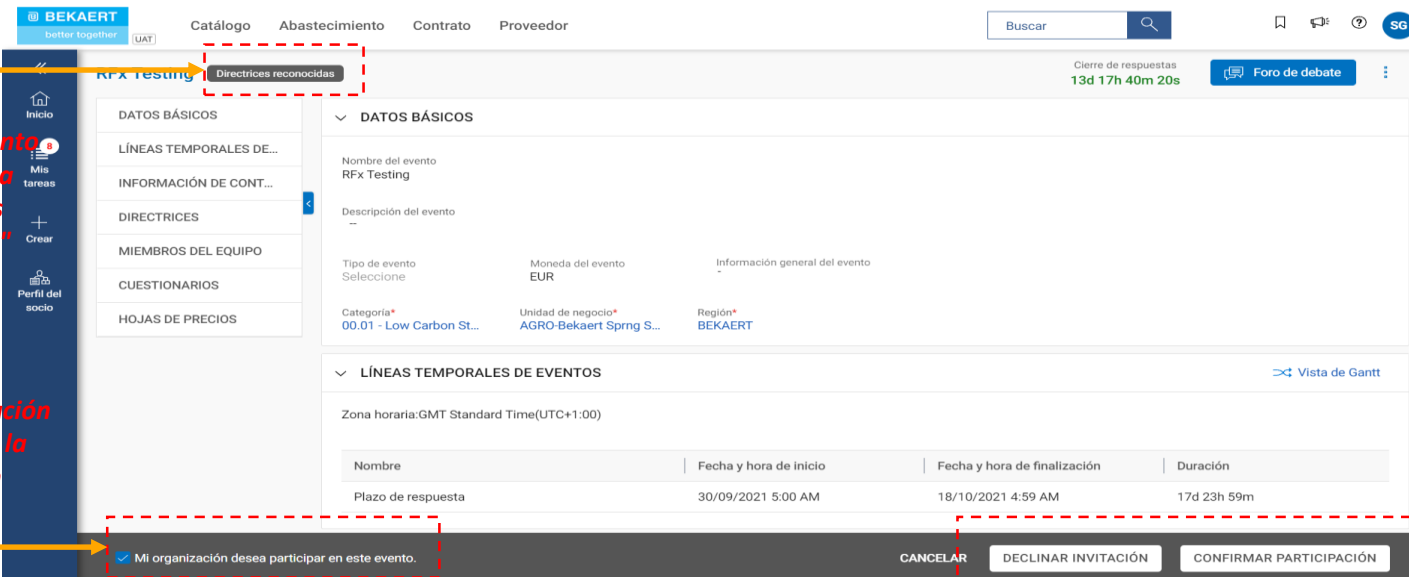 BEKAERT
better together
UAT
Catálogo Abastecimiento Contrato Proveedor
Buscar
SG
RFx Testing Directrices reconocidas
Cierre de respuestas
13d 17h 40m 20s
Foro de debate
Inicio
8
Mis tareas
Crear
Perfil del socio
DATOS BÁSICOS
LÍNEAS TEMPORALES DE...
INFORMACIÓN DE CONT...
DIRECTRICES
MIEMBROS DEL EQUIPO
CUESTIONARIOS
HOJAS DE PRECIOS
DATOS BÁSICOS
Nombre del evento
RFx Testing
Descripción del evento
--
Tipo de evento Moneda del evento Información general del evento
Seleccione EUR -
Categoría* Unidad de negocio* Región*
00.01 - Low Carbon St... AGRO-Bekaert Sprng S... BEKAERT
LÍNEAS TEMPORALES DE EVENTOS
Vista de Gantt
Zona horaria:GMT Standard Time(UTC+1:00)
Nombre Fecha y hora de inicio Fecha y hora de finalización Duración
Plazo de respuesta 30/09/2021 5:00 AM 18/10/2021 4:59 AM 17d 23h 59m
Mi organización desea participar en este evento.
CANCELAR DECLINAR INVITACIÓN CONFIRMAR PARTICIPACIÓN